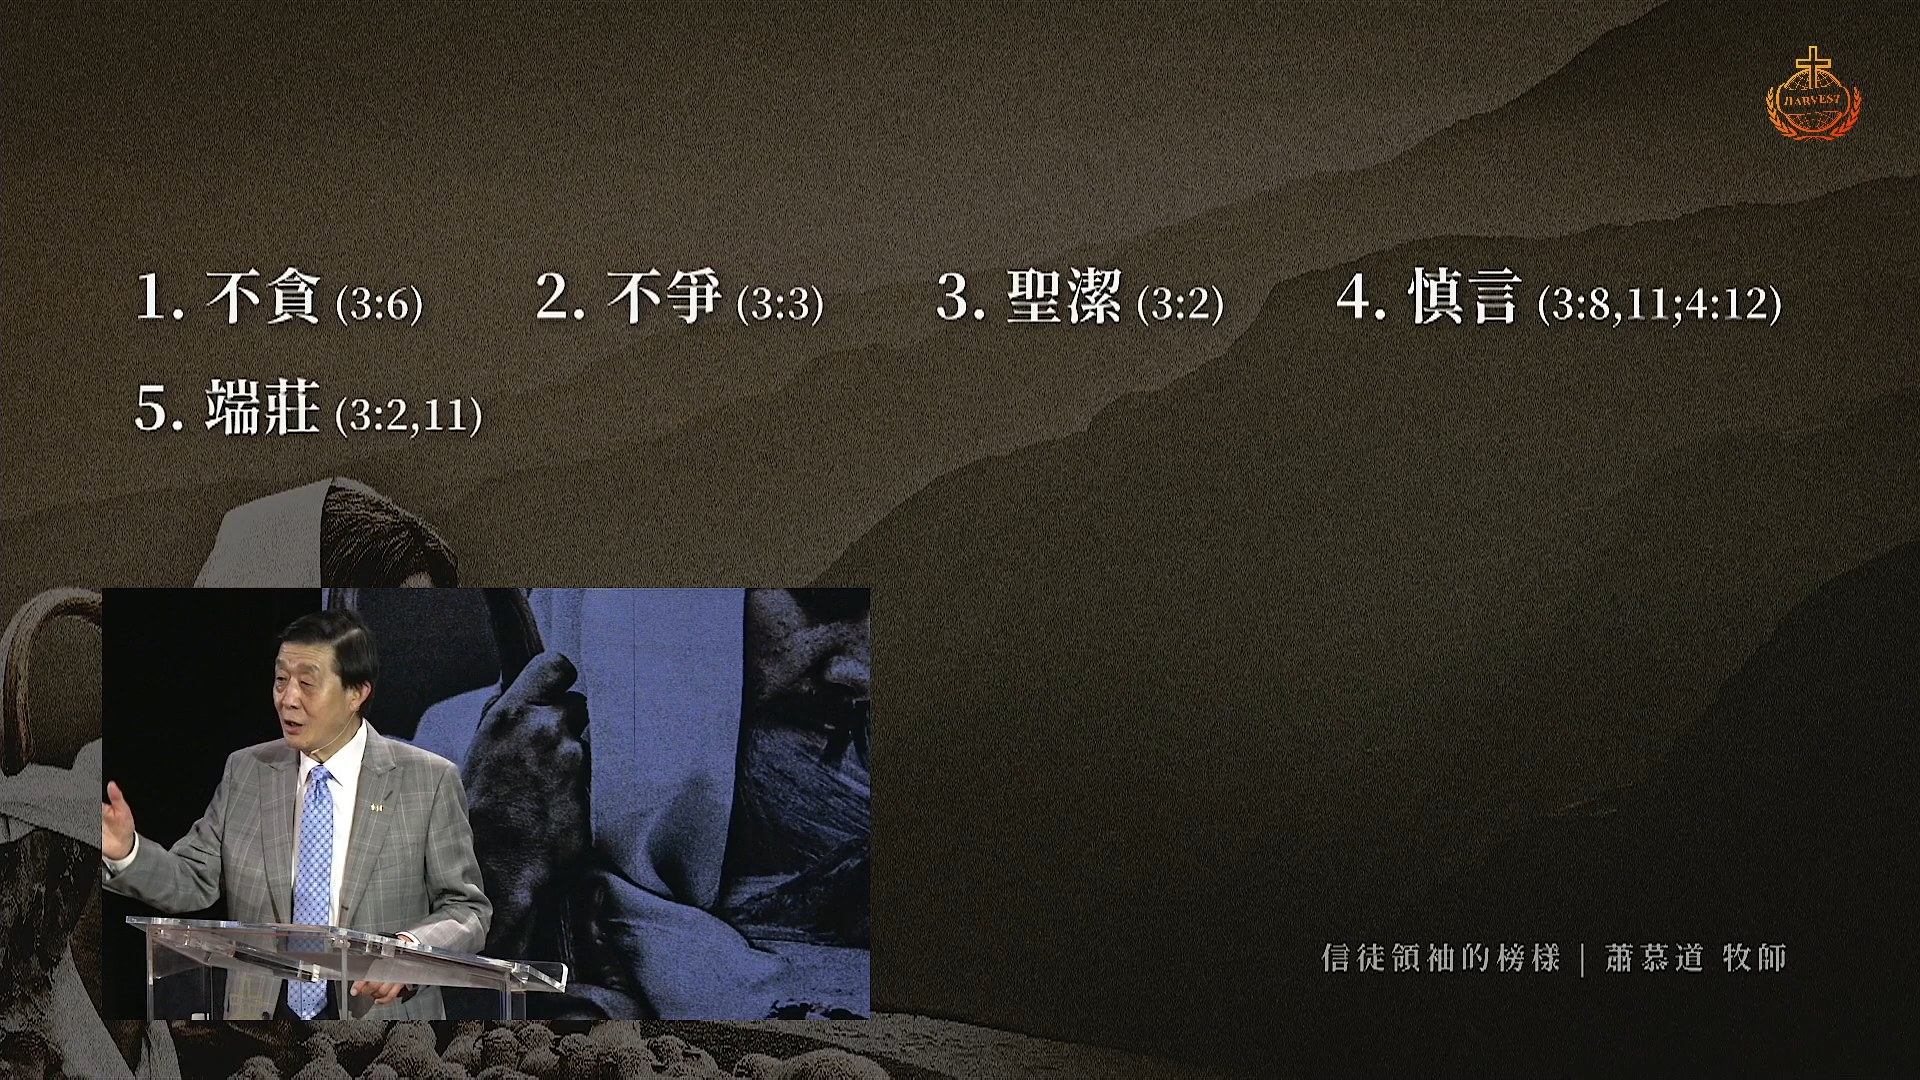 HARVEST
1. 不貪 (3:6) 2. 不爭 (3:3) 3. 聖潔 (3:2) 4. 慎言 (3:8,11;4:12)
5. 端莊 (3:2,11)
信徒領袖的榜樣 | 蕭慕道 牧師